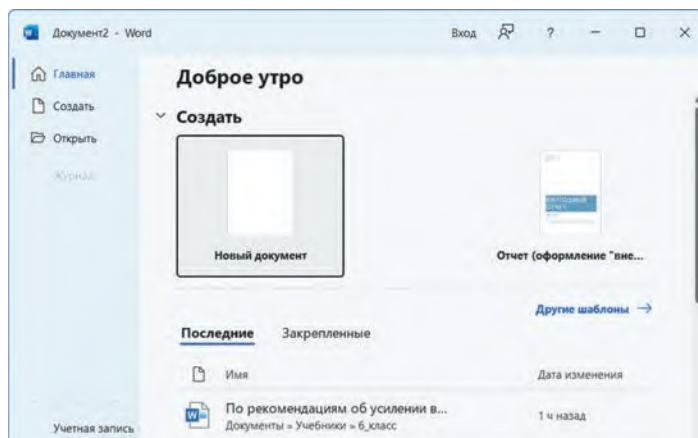 Документ2 - Word
Вход
?
Главная
Создать
Открыть
Журнал
Учетная запись
Доброе утро
Создать
Новый документ
Отчет (оформление "вне...
Другие шаблоны →
Последние
Закрепленные
Имя
Дата изменения
По рекомендациям об усилении в...
Документы » Учебники » 6_класс
1 ч назад